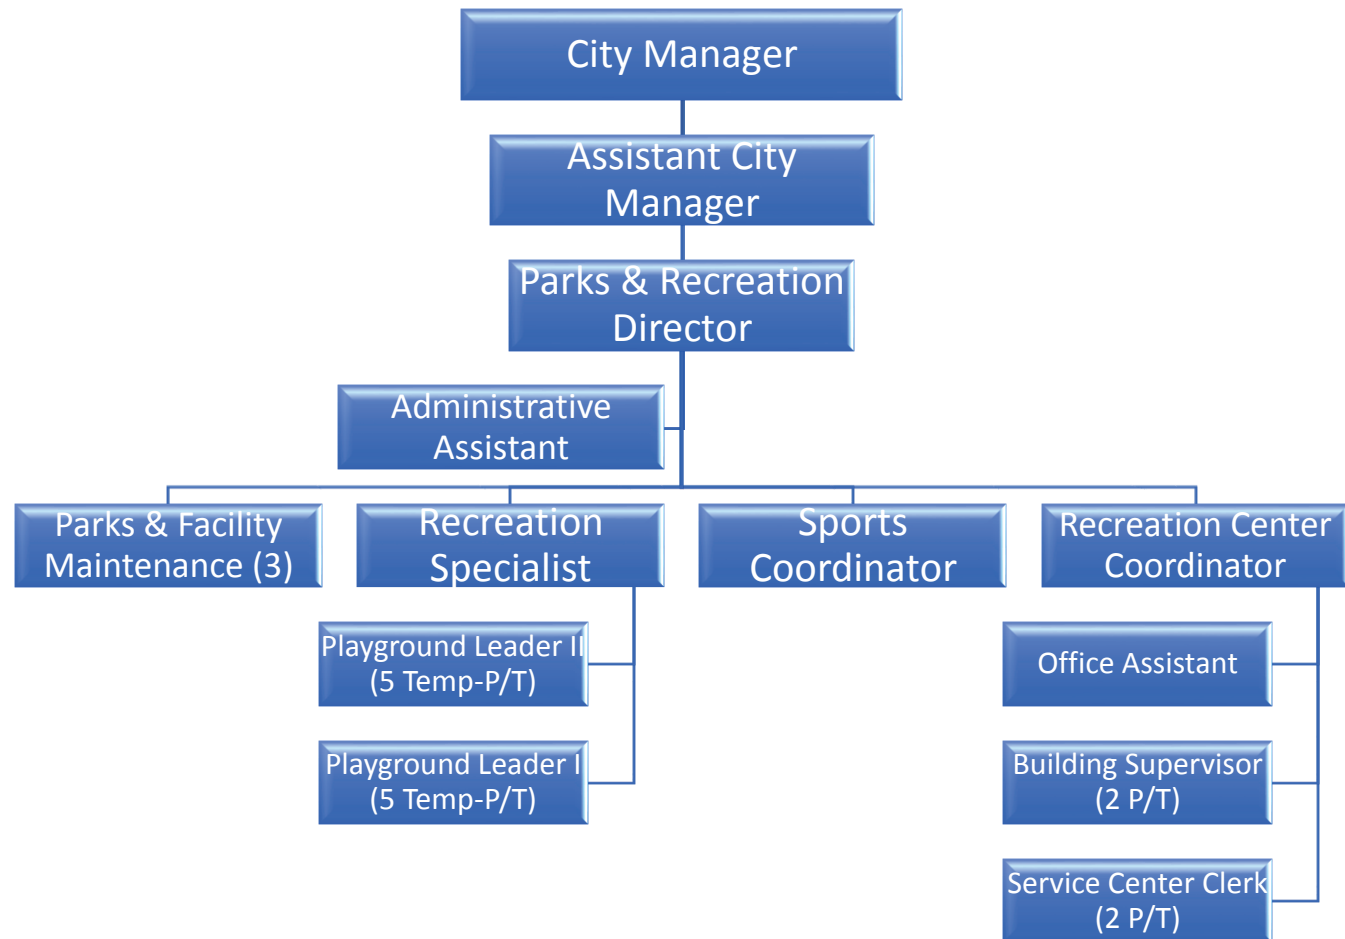 City Manager
Assistant City
Manager
Parks & Recreation
Director
Administrative
Assistant
Parks & Facility
Maintenance (3)
Recreation
Specialist
Sports
Coordinator
Recreation Center
Coordinator
Playground Leader II
(5 Temp-P/T)
Playground Leader I
(5 Temp-P/T)
Office Assistant
Building Supervisor
(2 P/T)
Service Center Clerk
(2 P/T)